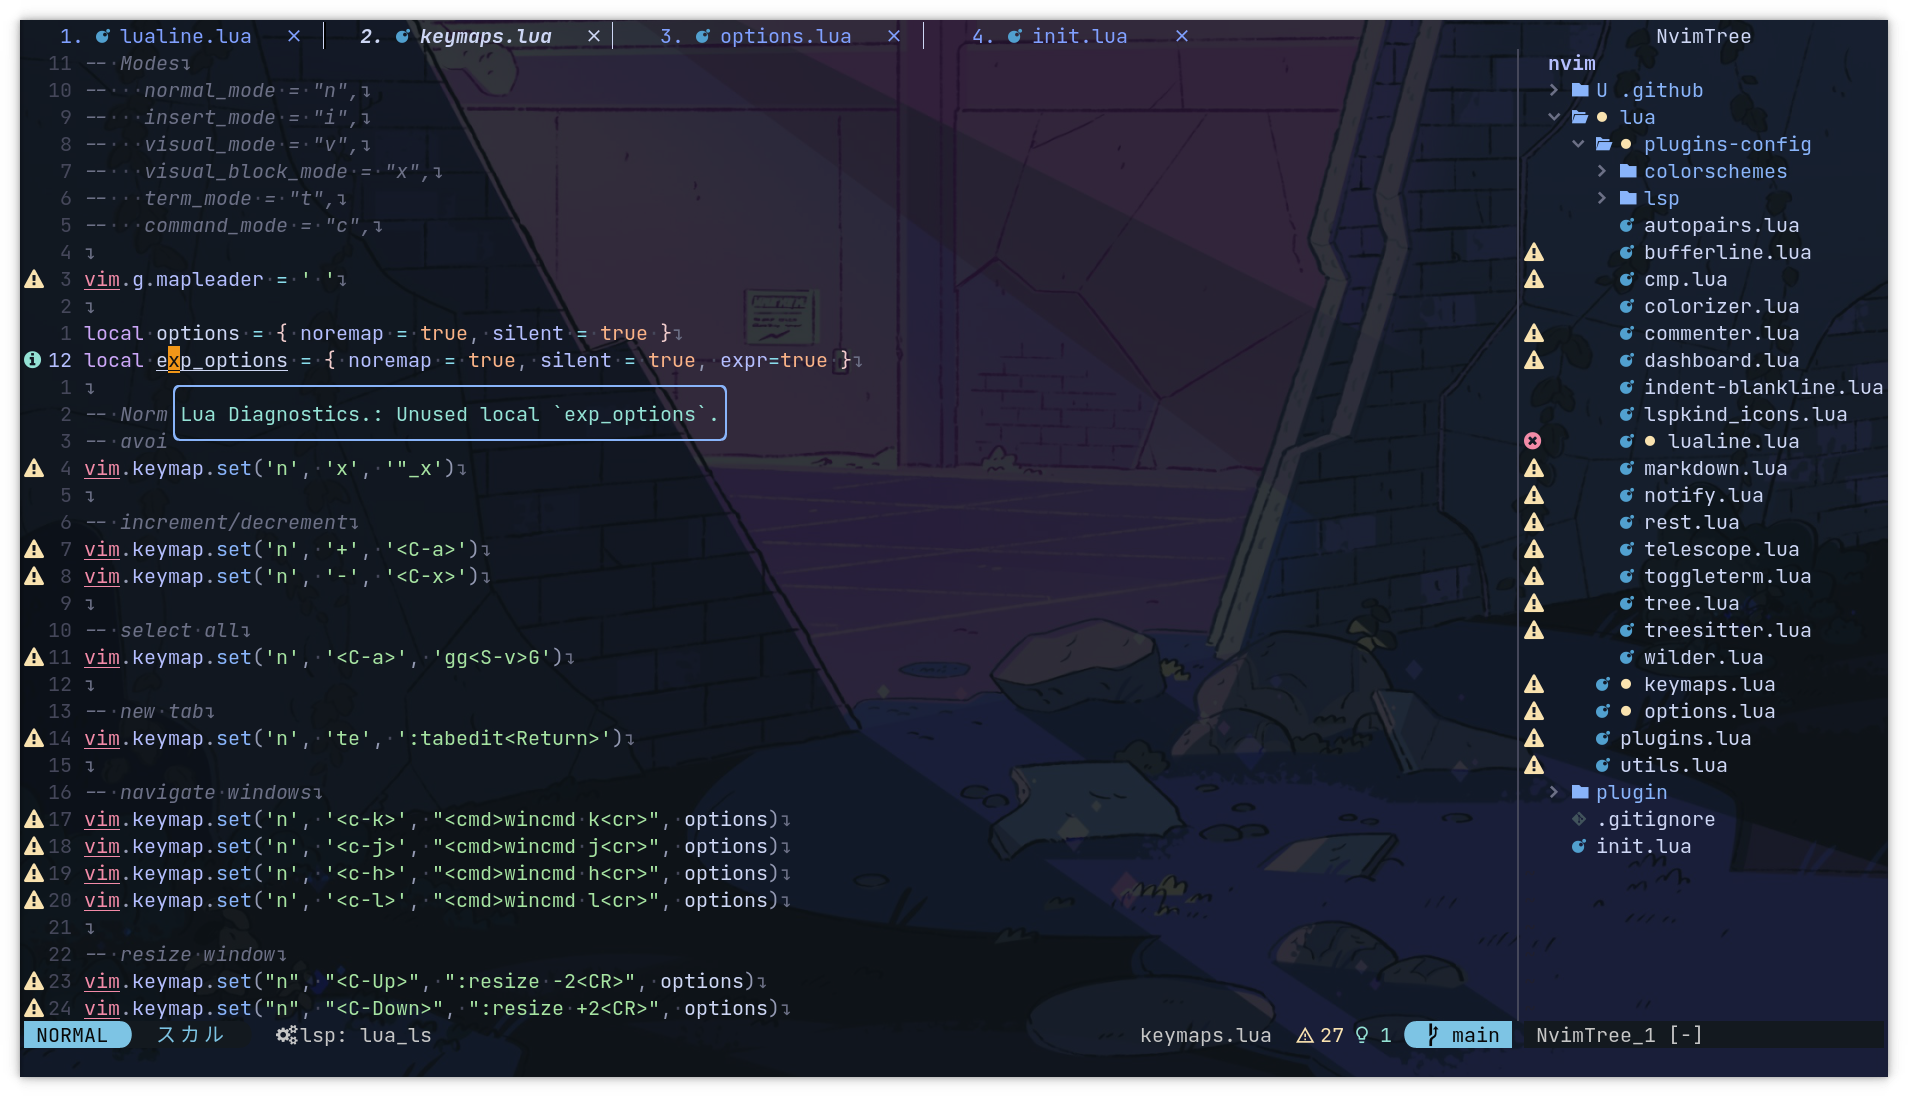 1. lualine.lua ×
2. keymaps.lua ×
3. options.lua ×
4. init.lua ×
NvimTree
11 -- Modes
10 -- normal_mode = "n",
9 -- insert_mode = "i",
8 -- visual_mode = "v",
7 -- visual_block_mode = "x",
6 -- term_mode = "t",
5 -- command_mode = "c",
4
3 vim.g.mapleader = ' '
2
1 local options = { noremap = true, silent = true }
12 local exp_options = { noremap = true, silent = true, expr=true }
1
2 -- Norm
Lua Diagnostics.: Unused local `exp_options`.
3 -- avoi
4 vim.keymap.set('n', 'x', '"_x')
5
6 -- increment/decrement
7 vim.keymap.set('n', '+', '<C-a>')
8 vim.keymap.set('n', '-', '<C-x>')
9
10 -- select all
11 vim.keymap.set('n', '<C-a>', 'gg<S-v>G')
12
13 -- new tab
14 vim.keymap.set('n', 'te', ':tabedit<Return>')
15
16 -- navigate windows
17 vim.keymap.set('n', '<c-k>', "<cmd>wincmd k<cr>", options)
18 vim.keymap.set('n', '<c-j>', "<cmd>wincmd j<cr>", options)
19 vim.keymap.set('n', '<c-h>', "<cmd>wincmd h<cr>", options)
20 vim.keymap.set('n', '<c-l>', "<cmd>wincmd l<cr>", options)
21
22 -- resize window
23 vim.keymap.set("n", "<C-Up>", ":resize -2<CR>", options)
24 vim.keymap.set("n", "<C-Down>", ":resize +2<CR>", options)
nvim
U .github
lua
plugins-config
colorschemes
lsp
autopairs.lua
bufferline.lua
cmp.lua
colorizer.lua
commenter.lua
dashboard.lua
indent-blankline.lua
lspkind_icons.lua
lualine.lua
markdown.lua
notify.lua
rest.lua
telescope.lua
toggleterm.lua
tree.lua
treesitter.lua
wilder.lua
keymaps.lua
options.lua
plugins.lua
utils.lua
plugin
.gitignore
init.lua
NORMAL スカル lsp: lua_ls keymaps.lua 27 1 main NvimTree_1 [-]